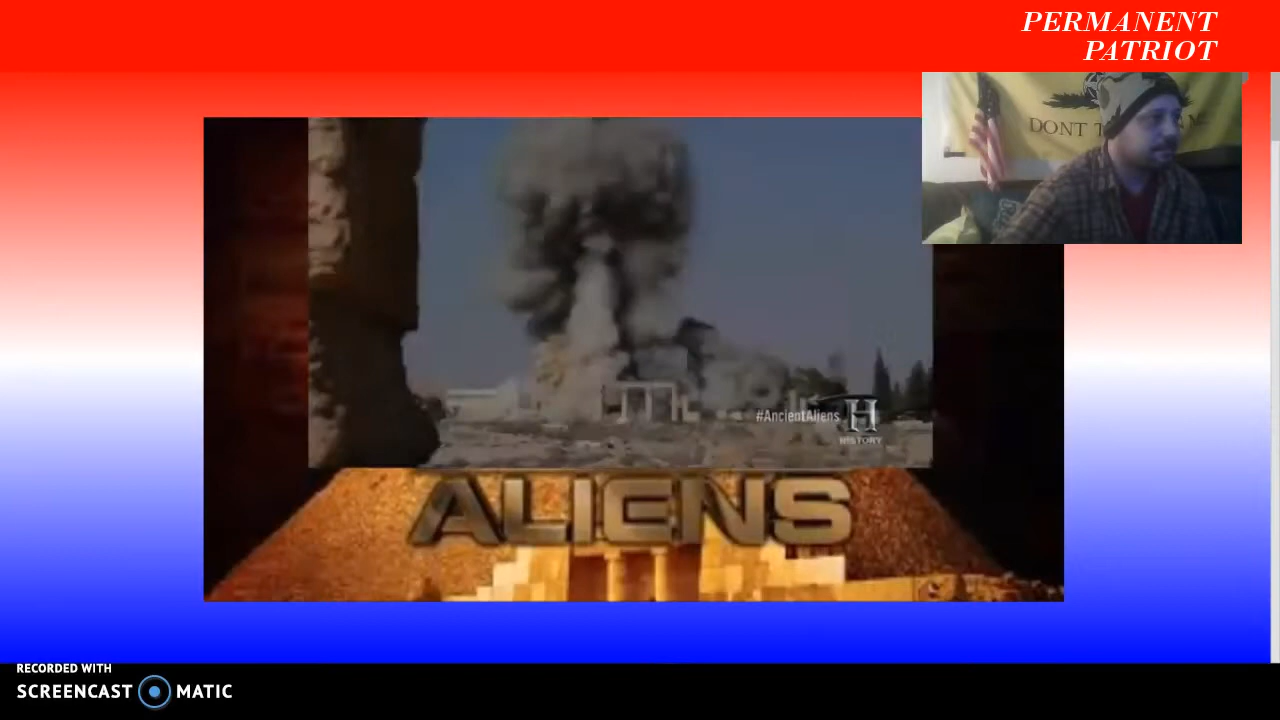 PERMANENT
PATRIOT
DONT
#AncientAliens
H
HISTORY
ALIENS
RECORDED WITH
SCREENCAST MATIC